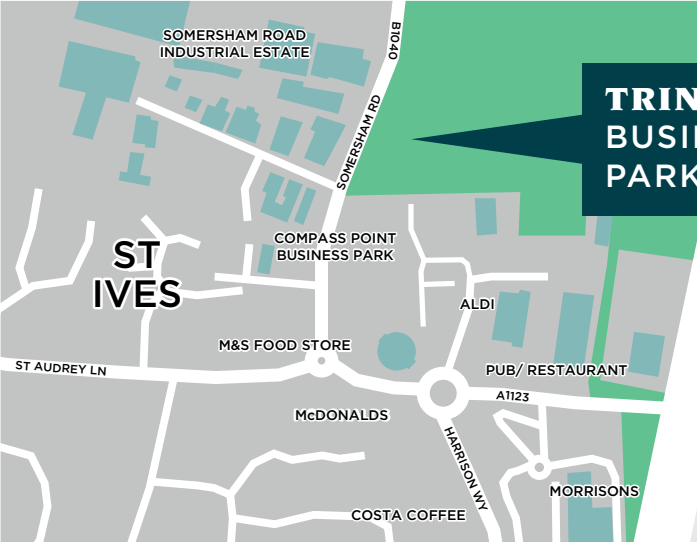 SOMERSHAM ROAD
INDUSTRIAL ESTATE
B1040
SOMERSHAM RD
TRIN
BUSI
PARK
ST
IVES
COMPASS POINT
BUSINESS PARK
ALDI
M&S FOOD STORE
ST AUDREY LN
PUB/ RESTAURANT
A1123
McDONALDS
HARRISON WY
MORRISONS
COSTA COFFEE